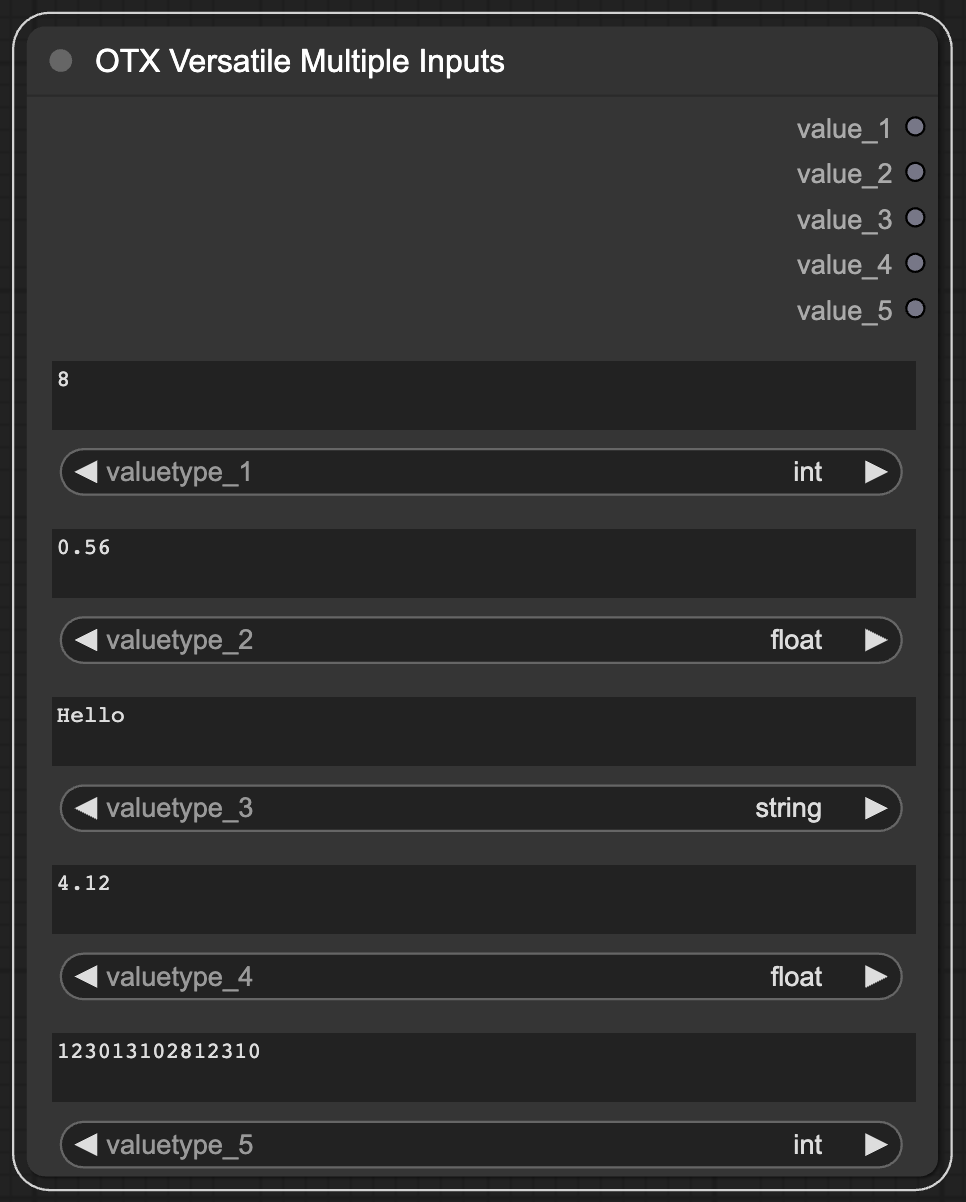 OTX Versatile Multiple Inputs
value_1
value_2
value_3
value_4
value_5
8
valuetype_1 int
0.56
valuetype_2 float
Hello
valuetype_3 string
4.12
valuetype_4 float
123013102812310
valuetype_5 int